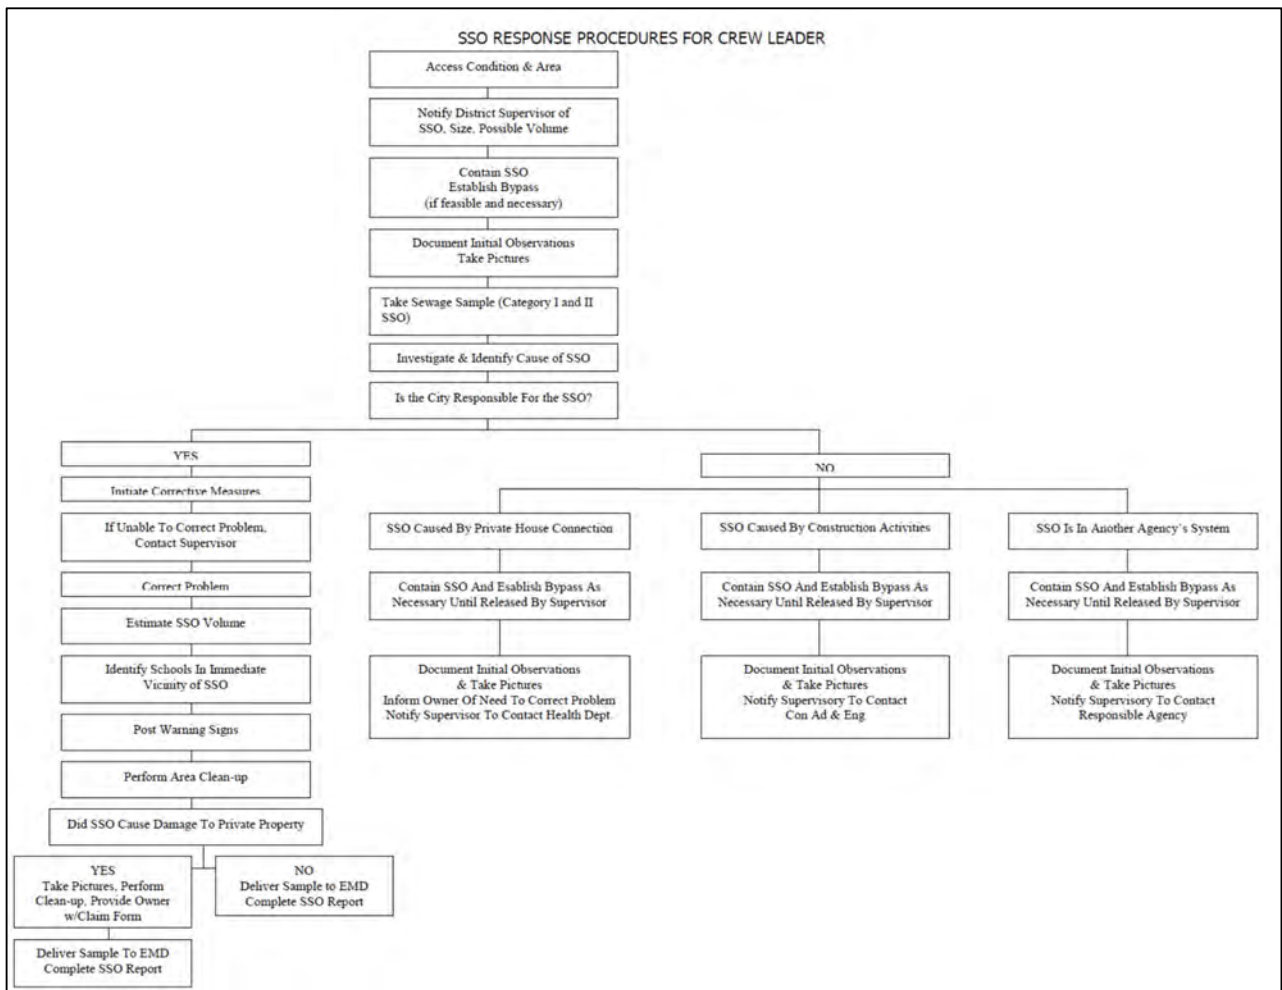 SSO RESPONSE PROCEDURES FOR CREW LEADER
Access Condition & Area
Notify District Supervisor of
SSO, Size, Possible Volume
Contain SSO
Establish Bypass
(if feasible and necessary)
Document Initial Observations
Take Pictures
Take Sewage Sample (Category I and II
SSO)
Investigate & Identify Cause of SSO
Is the City Responsible For the SSO?
YES
Initiate Corrective Measures
If Unable To Correct Problem,
Contact Supervisor
Correct Problem
Estimate SSO Volume
Identify Schools In Immediate
Vicinity of SSO
Post Warning Signs
Perform Area Clean-up
Did SSO Cause Damage To Private Property
YES
Take Pictures, Perform
Clean-up, Provide Owner
w/Claim Form
Deliver Sample To EMD
Complete SSO Report
NO
Deliver Sample to EMD
Complete SSO Report
NO
SSO Caused By Private House Connection
Contain SSO And Esablish Bypass As
Necessary Until Released By Supervisor
Document Initial Observations
& Take Pictures
Inform Owner Of Need To Correct Problem
Notify Supervisor To Contact Health Dept.
SSO Caused By Construction Activities
Contain SSO And Establish Bypass As
Necessary Until Released By Supervisor
Document Initial Observations
& Take Pictures
Notify Supervisory To Contact
Con Ad & Eng
SSO Is In Another Agency's System
Contain SSO And Establish Bypass As
Necessary Until Released By Supervisor
Document Initial Observations
& Take Pictures
Notify Supervisory To Contact
Responsible Agency